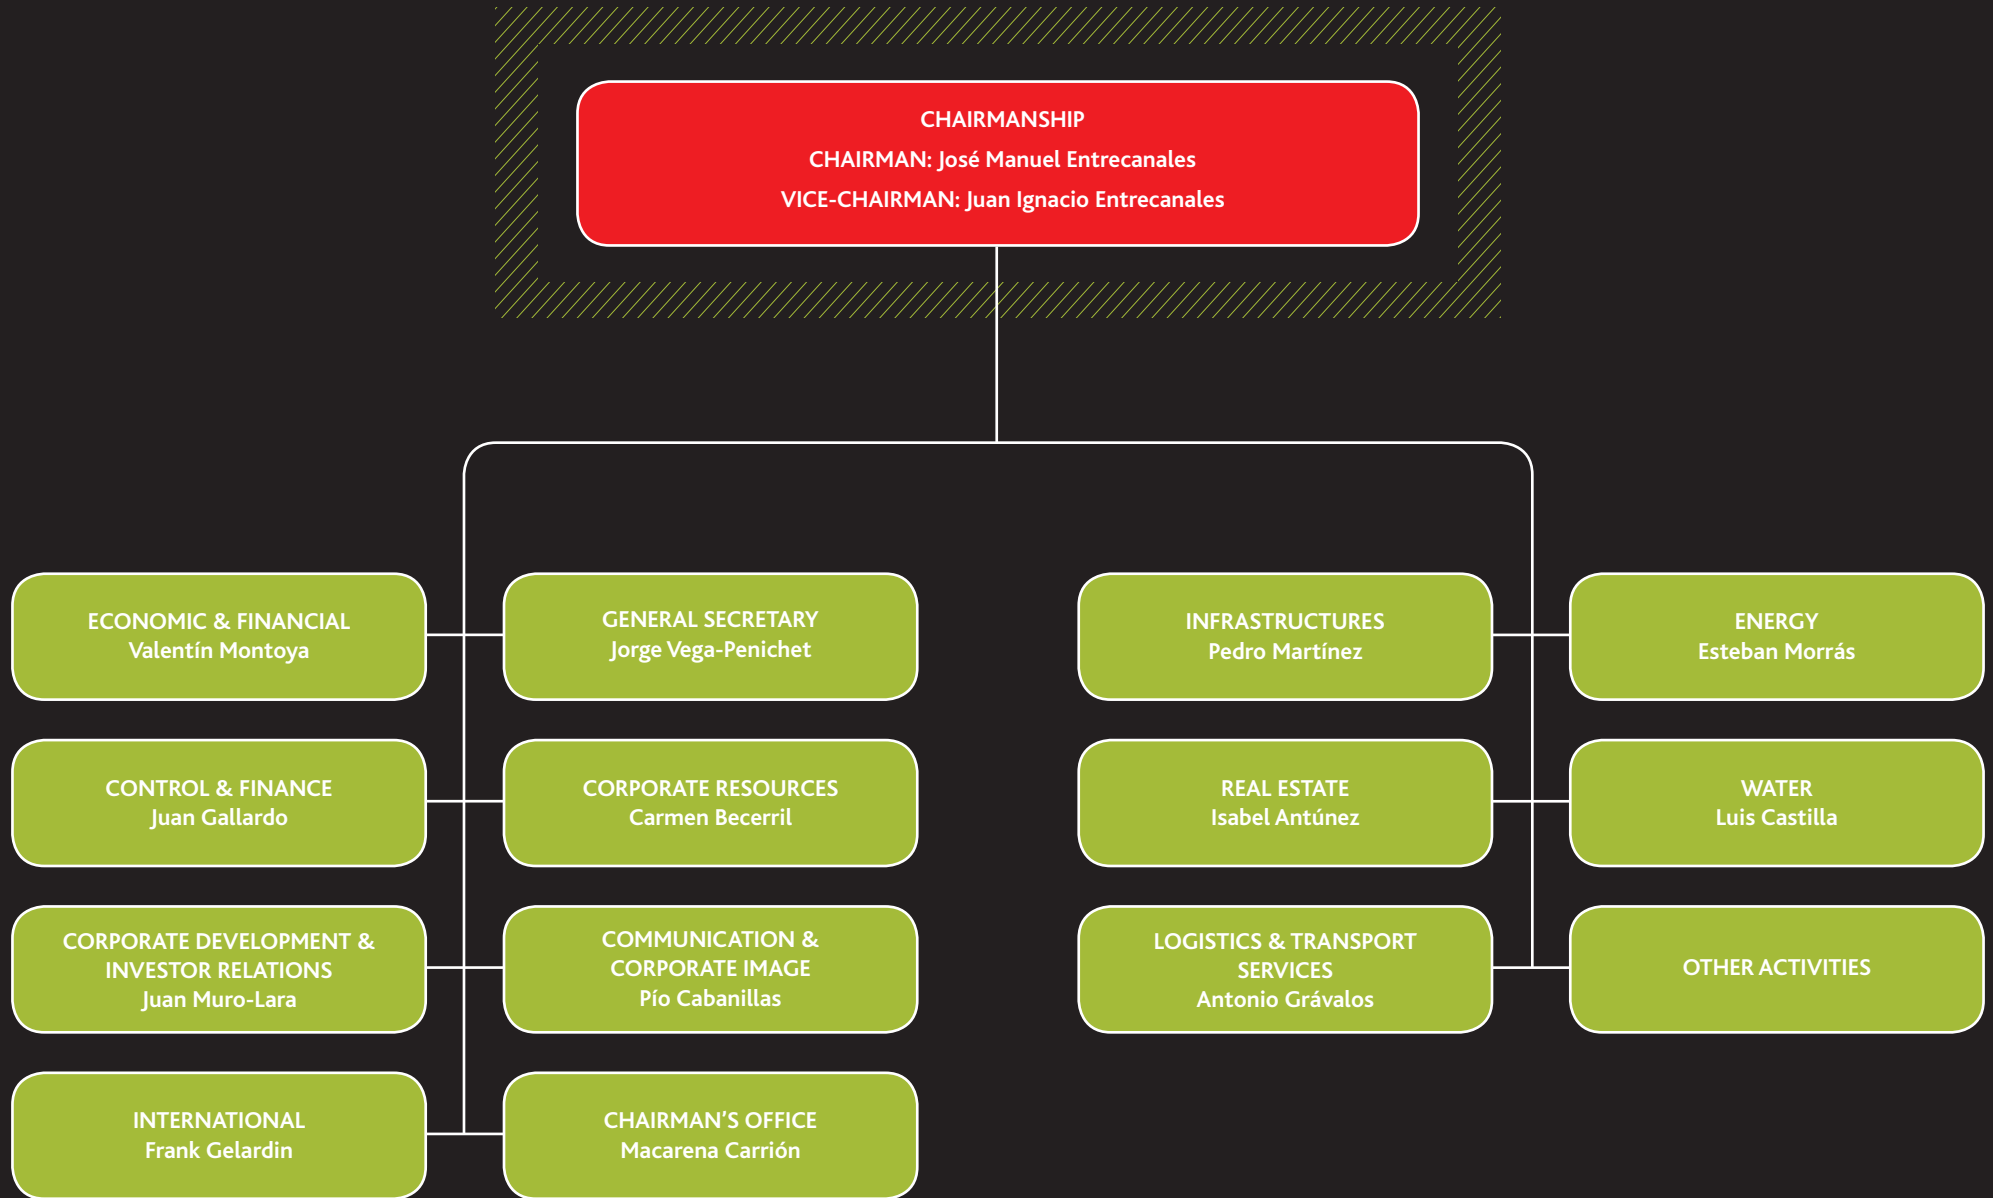 CHAIRMANSHIP
CHAIRMAN: José Manuel Entrecanales
VICE-CHAIRMAN: Juan Ignacio Entrecanales
ECONOMIC & FINANCIAL
Valentín Montoya
GENERAL SECRETARY
Jorge Vega-Penichet
INFRASTRUCTURES
Pedro Martínez
ENERGY
Esteban Morrás
CONTROL & FINANCE
Juan Gallardo
CORPORATE RESOURCES
Carmen Becerril
REAL ESTATE
Isabel Antúnez
WATER
Luis Castilla
CORPORATE DEVELOPMENT &
INVESTOR RELATIONS
Juan Muro-Lara
COMMUNICATION &
CORPORATE IMAGE
Pío Cabanillas
LOGISTICS & TRANSPORT
SERVICES
Antonio Grávalos
OTHER ACTIVITIES
INTERNATIONAL
Frank Gelardin
CHAIRMAN’S OFFICE
Macarena Carrión